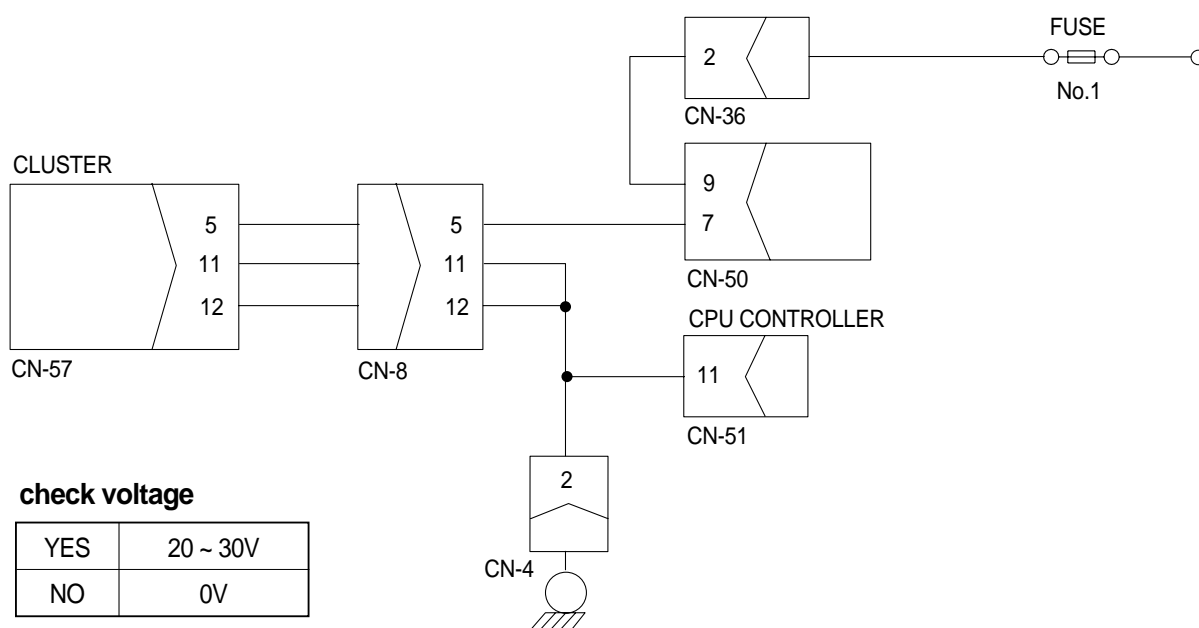 FUSE
2
No.1
CN-36
CLUSTER
9
5
5
7
11
11
CN-50
12
12
CPU CONTROLLER
CN-57
CN-8
11
CN-51
2
check voltage
YES 20 ~ 30V
CN-4
NO 0V